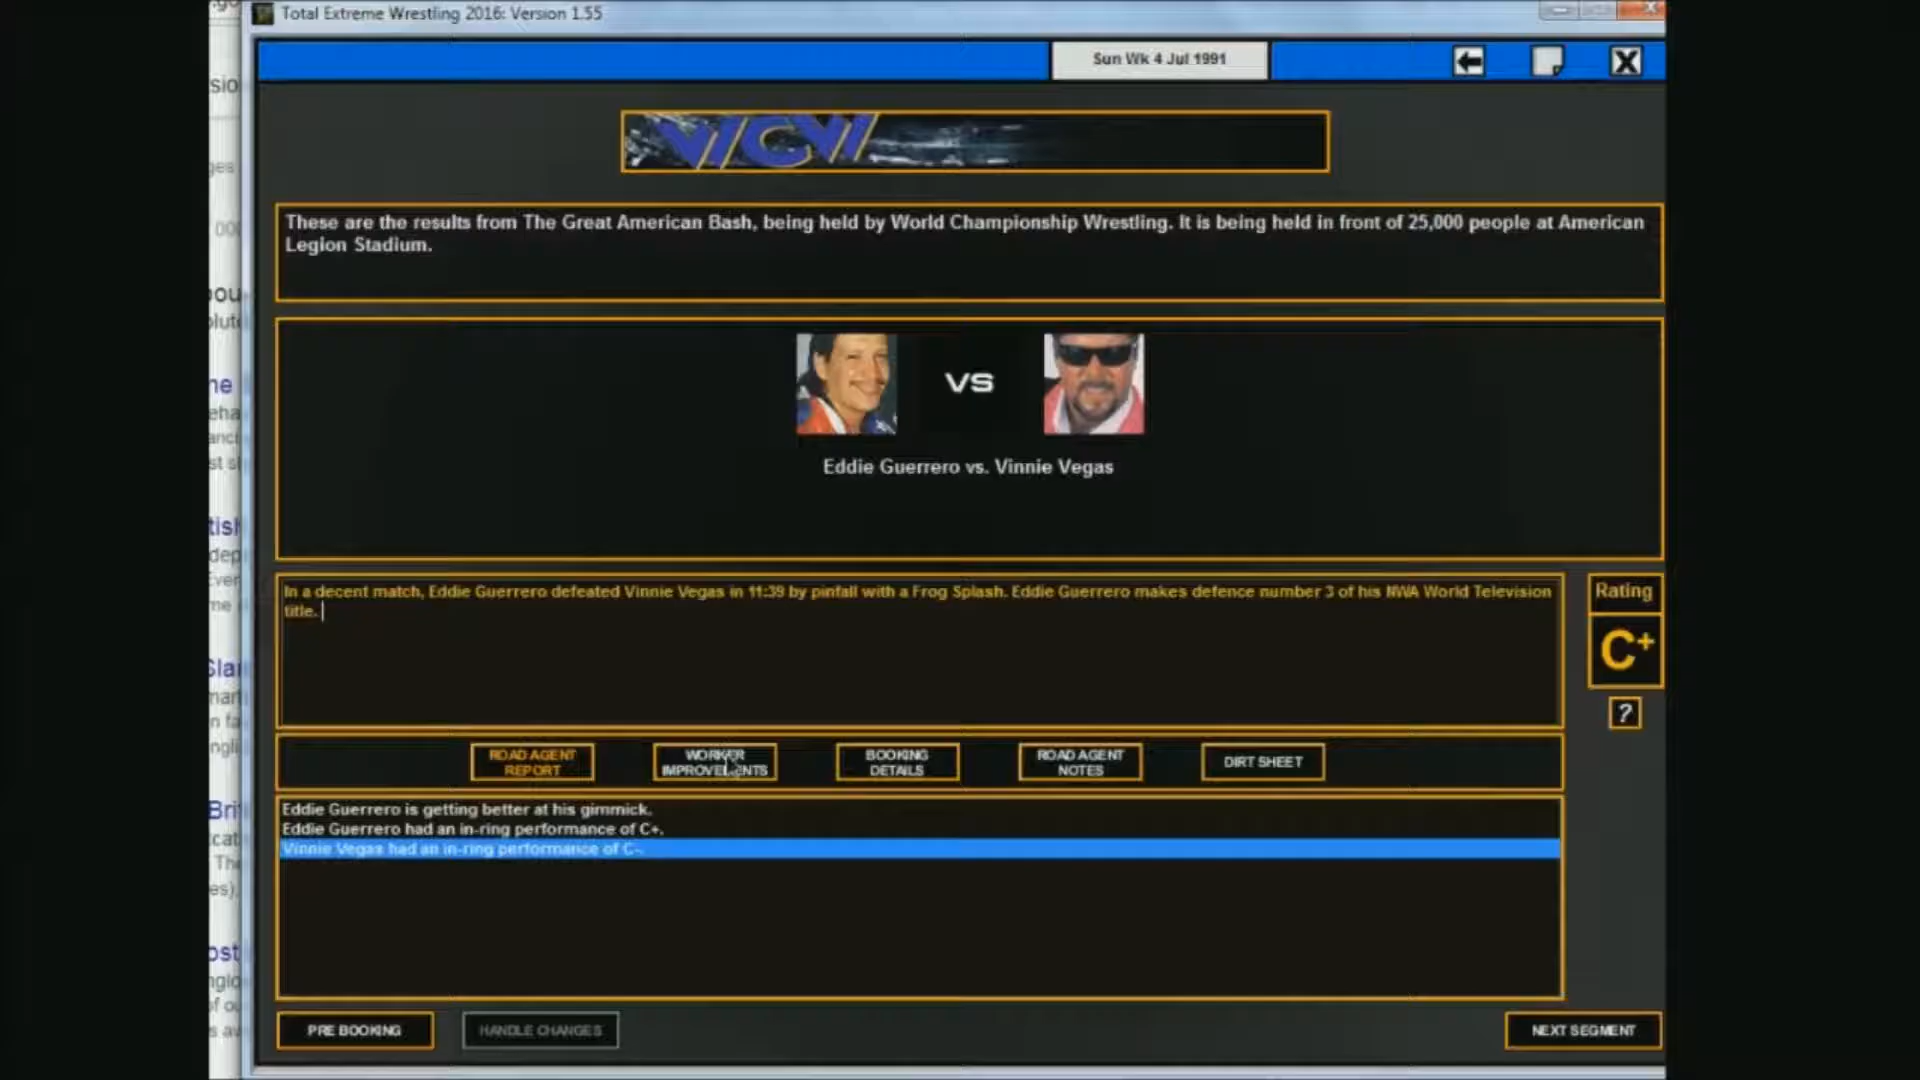 Total Extreme Wrestling 2016: Version 1.55
Sun Wk 4 Jul 1991
WCW
These are the results from The Great American Bash, being held by World Championship Wrestling. It is being held in front of 25,000 people at American
Legion Stadium.
VS
Eddie Guerrero vs. Vinnie Vegas
In a decent match, Eddie Guerrero defeated Vinnie Vegas in 11:39 by pinfall with a Frog Splash. Eddie Guerrero makes defence number 3 of his NWA World Television
title.
Rating
C+
?
ROAD AGENT
REPORT
WORKER
IMPROVEMENTS
BOOKING
DETAILS
ROAD AGENT
NOTES
DIRT SHEET
Eddie Guerrero is getting better at his gimmick.
Eddie Guerrero had an in-ring performance of C+.
Vinnie Vegas had an in-ring performance of C-.
PRE BOOKING
HANDLE CHANGES
NEXT SEGMENT